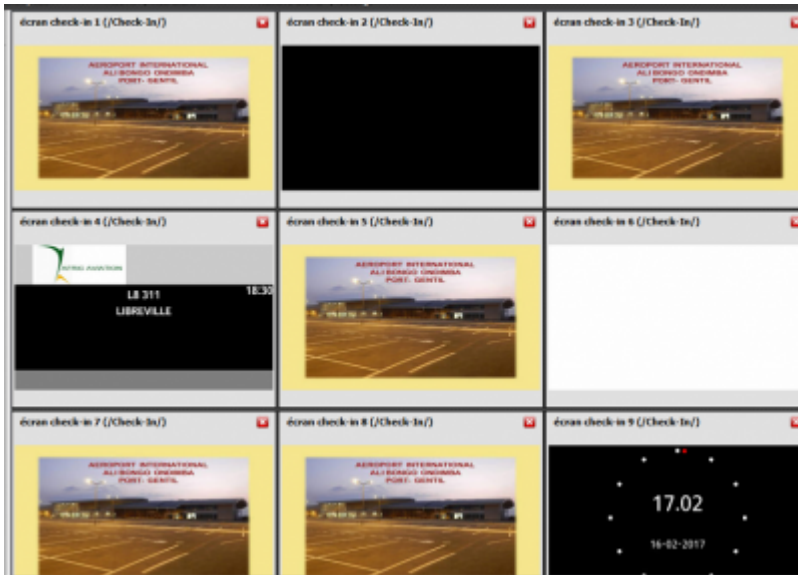 écran check-in 1 (/Check-In/)
écran check-in 2 (/Check-In/)
écran check-in 3 (/Check-In/)
AEROPORT INTERNATIONAL
ALI BONGO ONDIMBA
PORT- GENTIL
AEROPORT INTERNATIONAL
ALI BONGO ONDIMBA
PORT- GENTIL
écran check-in 4 (/Check-In/)
écran check-in 5 (/Check-In/)
écran check-in 6 (/Check-In/)
AVIATION
L8 311
18:30
LIBREVILLE
AEROPORT INTERNATIONAL
ALI BONGO ONDIMBA
PORT- GENTIL
écran check-in 7 (/Check-In/)
écran check-in 8 (/Check-In/)
écran check-in 9 (/Check-In/)
AEROPORT INTERNATIONAL
ALI BONGO ONDIMBA
PORT- GENTIL
AEROPORT INTERNATIONAL
ALI BONGO ONDIMBA
PORT- GENTIL
17.02
16-02-2017